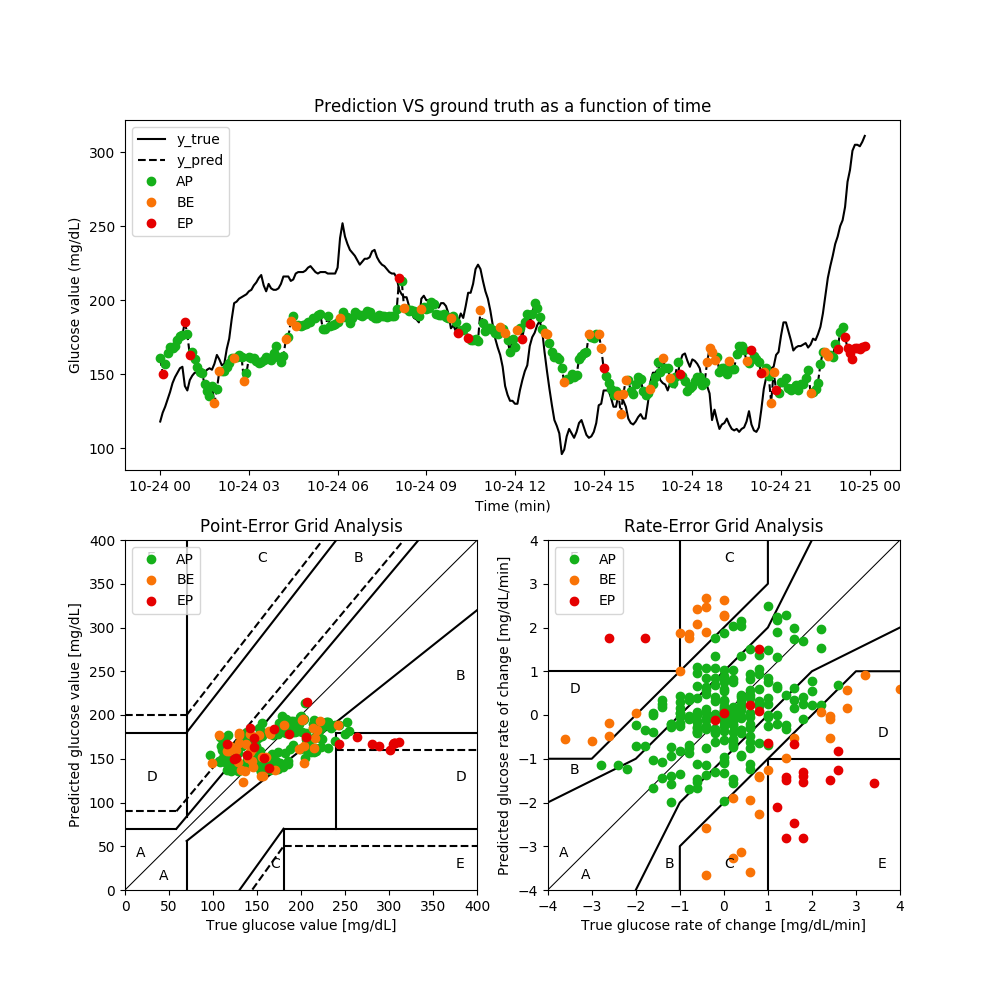 Prediction VS ground truth as a function of time
Glucose value (mg/dL)
300
250
200
150
100
y_true
y_pred
AP
BE
EP
10-24 00 10-24 03 10-24 06 10-24 09 10-24 12 10-24 15 10-24 18 10-24 21 10-25 00
Time (min)
Point-Error Grid Analysis
Predicted glucose value [mg/dL]
400
350
300
250
200
150
100
50
0
AP
BE
EP
C B
B
D D
A
A
C E
0 50 100 150 200 250 300 350 400
True glucose value [mg/dL]
Rate-Error Grid Analysis
Predicted glucose rate of change [mg/dL/min]
4
3
2
1
0
−1
−2
−3
−4
AP
BE
EP
C
D
D
B
A
A
B C E
−4 −3 −2 −1 0 1 2 3 4
True glucose rate of change [mg/dL/min]